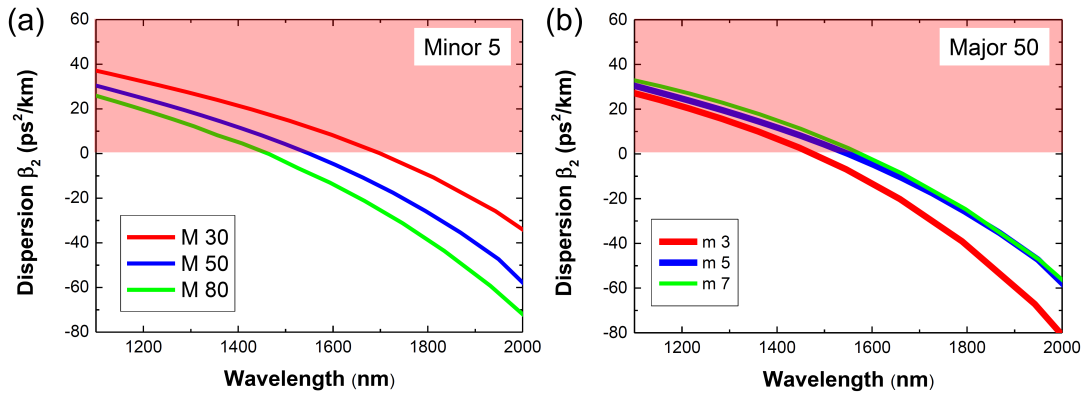 (a)
Minor 5
60
40
20
0
-20
-40
-60
-80
Dispersion β₂ (ps²/km)
M 30
M 50
M 80
1200
1400
1600
1800
2000
Wavelength (nm)
(b)
Major 50
60
40
20
0
-20
-40
-60
-80
Dispersion β₂ (ps²/km)
m 3
m 5
m 7
1200
1400
1600
1800
2000
Wavelength (nm)